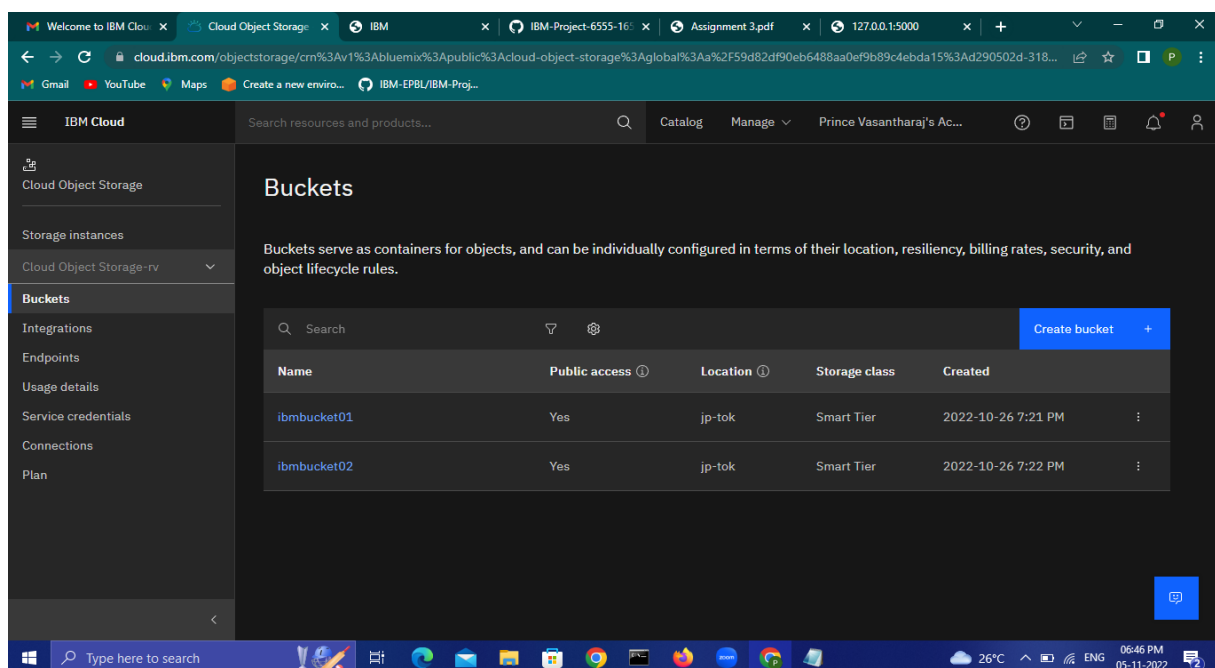 Welcome to IBM Clou
Cloud Object Storage
IBM
IBM-Project-6555-165
Assignment 3.pdf
127.0.0.1:5000
cloud.ibm.com/objectstorage/crn%3Av1%3Abluemix%3Apublic%3Acloud-object-storage%3Aglobal%3Aa%2F59d82df90eb6488aa0ef9b89c4ebda15%3Ad290502d-318...
P
Gmail YouTube Maps Create a new enviro... IBM-EPBL/IBM-Proj...
IBM Cloud
Search resources and products...
Catalog Manage Prince Vasantharaj's Ac...
Cloud Object Storage
Storage instances
Cloud Object Storage-rv
Buckets
Integrations
Endpoints
Usage details
Service credentials
Connections
Plan
Buckets
Buckets serve as containers for objects, and can be individually configured in terms of their location, resiliency, billing rates, security, and
object lifecycle rules.
Search
Create bucket +
Name Public access Location Storage class Created
ibmbucket01 Yes jp-tok Smart Tier 2022-10-26 7:21 PM
ibmbucket02 Yes jp-tok Smart Tier 2022-10-26 7:22 PM
Type here to search
zoom
26°C ENG
06:46 PM
05-11-2022
2